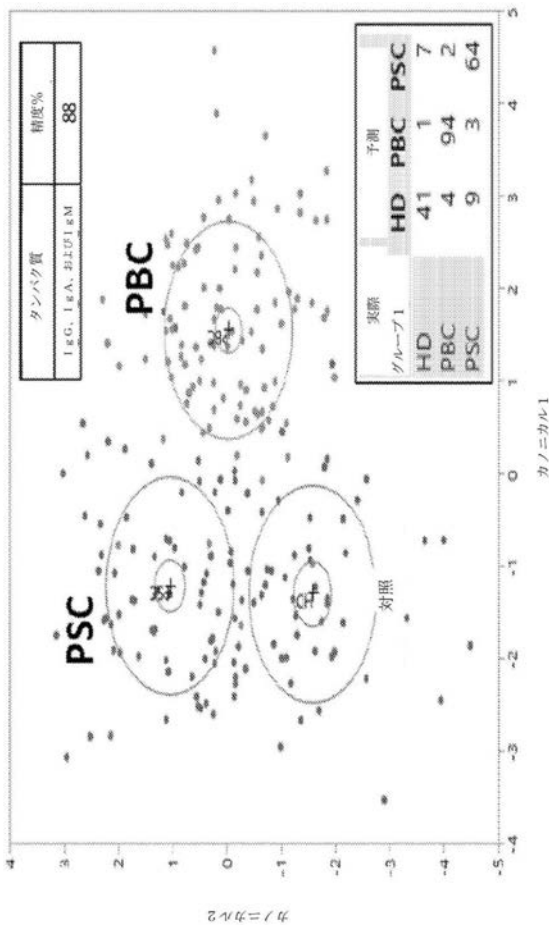 タンパク質 精度%
1gG、1gA、および1gM 88
PSC
PBC
対照
実際 予測
グループ1 HD PBC PSC
HD 41 1 7
PBC 4 94 2
PSC 9 3 64
カノニカル2
4
3
2
1
0
-1
-2
-3
-4
-5
-4 -3 -2 -1 0 1 2 3 4 5
カノニカル1